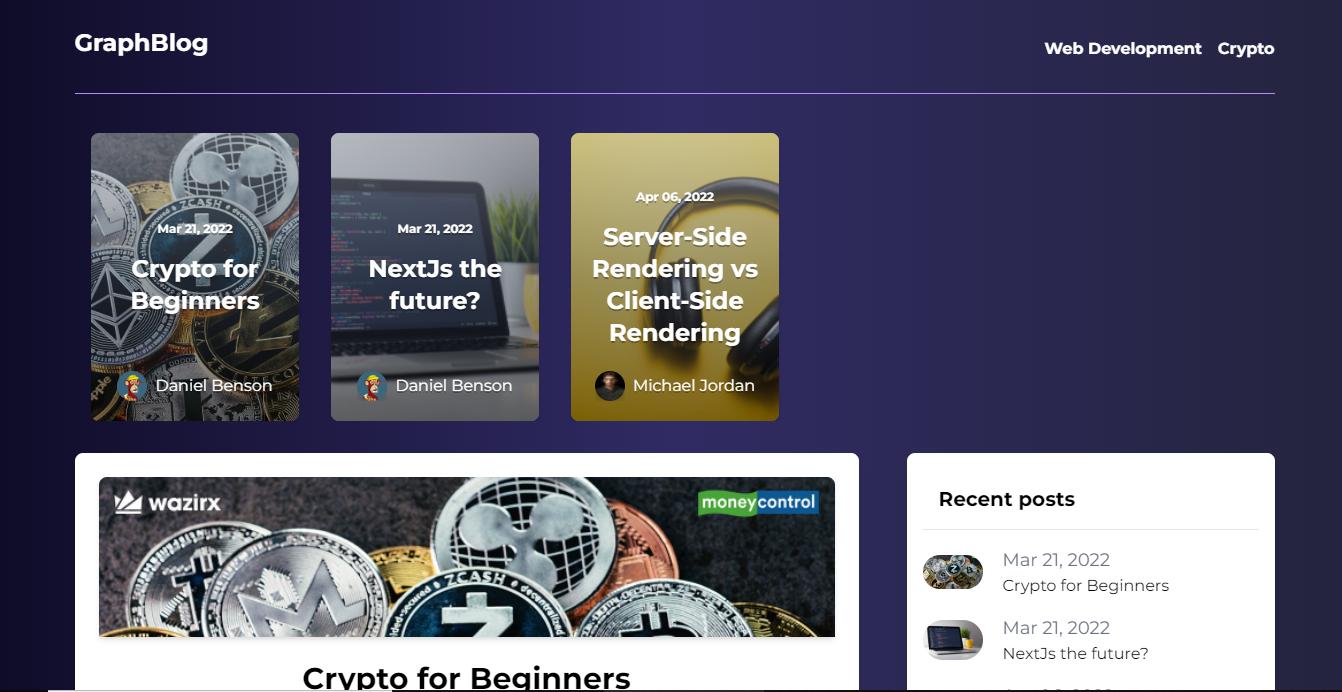 GraphBlog
Web Development Crypto
Mar 21, 2022
Crypto for
Beginners
Daniel Benson
Mar 21, 2022
NextJs the
future?
Daniel Benson
Apr 06, 2022
Server-Side
Rendering vs
Client-Side
Rendering
Michael Jordan
wazirx
moneycontrol
ZCASH
Crypto for Beginners
Recent posts
Mar 21, 2022
Crypto for Beginners
Mar 21, 2022
NextJs the future?